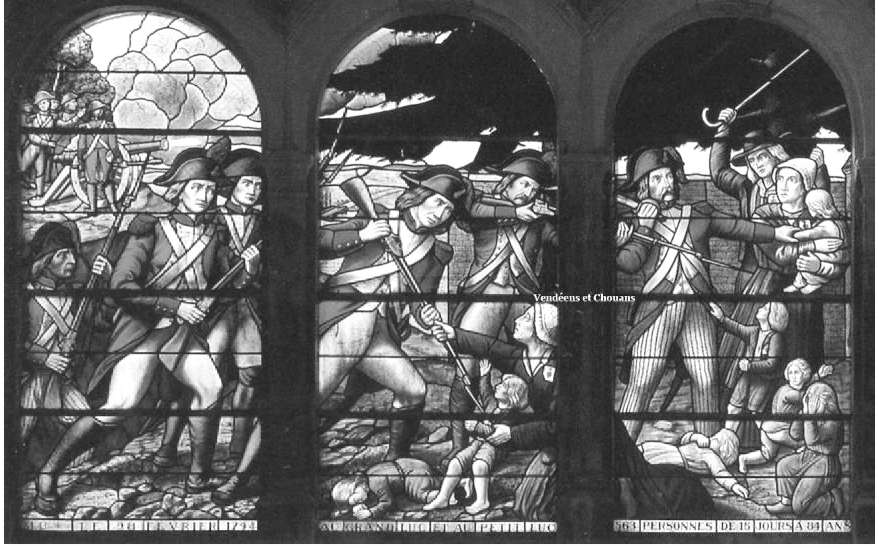 Vendéens et Chouans
LE 28 FEVRIER 1794 AU GRAND LUC ET AU PETIT LUC 563 PERSONNES DE 15 JOURS A 84 ANS